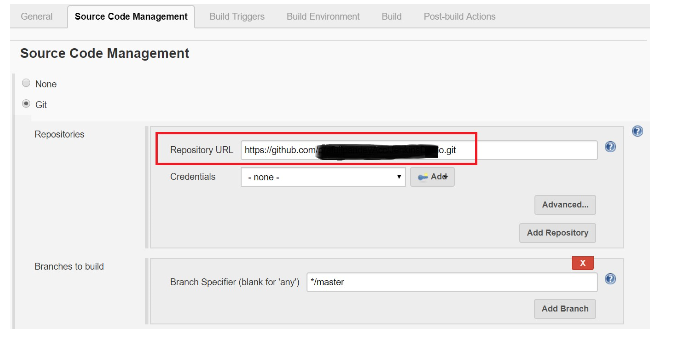 General Source Code Management Build Triggers Build Environment Build Post-build Actions
Source Code Management
None
Git
Repositories
Repository URL https://github.com/ o.git
Credentials - none - Add
Advanced...
Add Repository
Branches to build
X
Branch Specifier (blank for 'any') */master
Add Branch